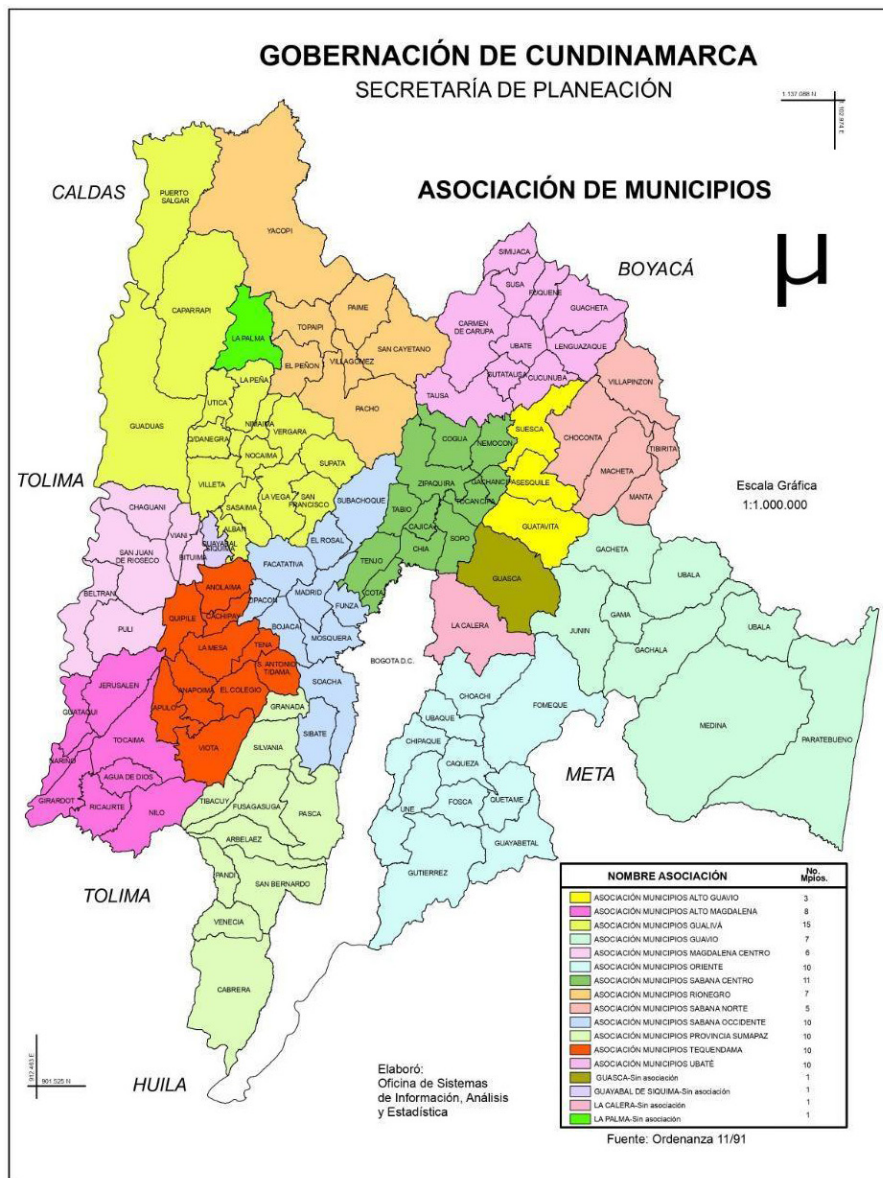 GOBERNACIÓN DE CUNDINAMARCA
SECRETARÍA DE PLANEACIÓN
1.137.088 N
ASOCIACIÓN DE MUNICIPIOS
CALDAS
BOYACÁ
µ
PUERTO
SALGAR
YACOPI
CAPARRAPI
LA PALMA
TOPAIPI
PAIME
EL PEÑON
VILLAGOMEZ
SAN CAYETANO
PACHO
SIMIJACA
SUSA
FUQUENE
GUACHETA
CARMEN
DE CARUPA
UBATE
LENGUAZAQUE
SUTATAUSA
CUCUNUBA
TAUSA
VILLAPINZON
SUESCA
CHOCONTA
TIBIRITA
MACHETA
MANTA
GUADUAS
LA PEÑA
UTICA
NIMAIMA
VERGARA
NOCAIMA
SUPATA
VILLETA
LA VEGA
SAN
FRANCISCO
SASAIMA
ALBAN
COGUA
NEMOCON
ZIPAQUIRA
GACHANCIPA
TOCANCIPA
TABIO
CAJICA
CHIA
SOPO
TENJO
COTA
SESQUILE
GUATAVITA
GUASCA
LA CALERA
TOLIMA
Escala Gráfica
1:1.000.000
CHAGUANI
VIANI
GUAYABAL
SIQUIMA
BITUIMA
SAN JUAN
DE RIOSECO
BELTRAN
PULI
SUBACHOQUE
EL ROSAL
FACATATIVA
ZIPACON
MADRID
FUNZA
BOJACA
MOSQUERA
SOACHA
SIBATE
BOGOTA D.C.
ANOLAIMA
QUIPILE
CACHIPAY
LA MESA
TENA
S. ANTONIO
T/DAMA.
ANAPOIMA
EL COLEGIO
APULO
VIOTA
GACHETA
UBALA
GAMA
JUNIN
GACHALA
UBALA
MEDINA
PARATEBUENO
JERUSALEN
GUATAQUI
TOCAIMA
NARIÑO
AGUA DE DIOS
GIRARDOT
RICAURTE
NILO
GRANADA
SILVANIA
TIBACUY
FUSAGASUGA
PASCA
ARBELAEZ
PANDI
SAN BERNARDO
VENECIA
CABRERA
CHOACHI
FOMEQUE
UBAQUE
CHIPAQUE
CAQUEZA
UNE
FOSCA
QUETAME
GUAYABETAL
GUTIERREZ
META
TOLIMA
HUILA
901.525 N
Elaboró:
Oficina de Sistemas
de Información, Análisis
y Estadística
NOMBRE ASOCIACIÓN No. Mpios.
ASOCIACIÓN MUNICIPIOS ALTO GUAVIO 3
ASOCIACIÓN MUNICIPIOS ALTO MAGDALENA 8
ASOCIACIÓN MUNICIPIOS GUALIVÁ 15
ASOCIACIÓN MUNICIPIOS GUAVIO 7
ASOCIACIÓN MUNICIPIOS MAGDALENA CENTRO 6
ASOCIACIÓN MUNICIPIOS ORIENTE 10
ASOCIACIÓN MUNICIPIOS SABANA CENTRO 11
ASOCIACIÓN MUNICIPIOS RIONEGRO 7
ASOCIACIÓN MUNICIPIOS SABANA NORTE 5
ASOCIACIÓN MUNICIPIOS SABANA OCCIDENTE 10
ASOCIACIÓN MUNICIPIOS PROVINCIA SUMAPAZ 10
ASOCIACIÓN MUNICIPIOS TEQUENDAMA 10
ASOCIACIÓN MUNICIPIOS UBATÉ 10
GUASCA-Sin asociación 1
GUAYABAL DE SIQUIMA-Sin asociación 1
LA CALERA-Sin asociación 1
LA PALMA-Sin asociación 1
Fuente: Ordenanza 11/91